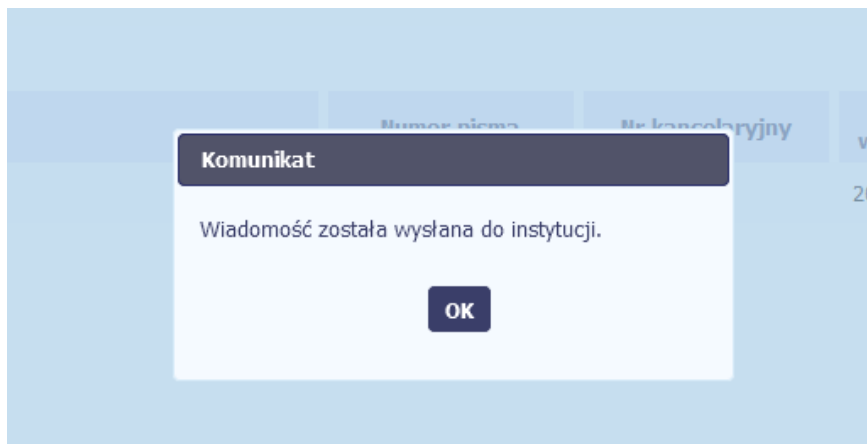 Numer pisma
Nr kancelaryjny
Komunikat
Wiadomość została wysłana do instytucji.
OK